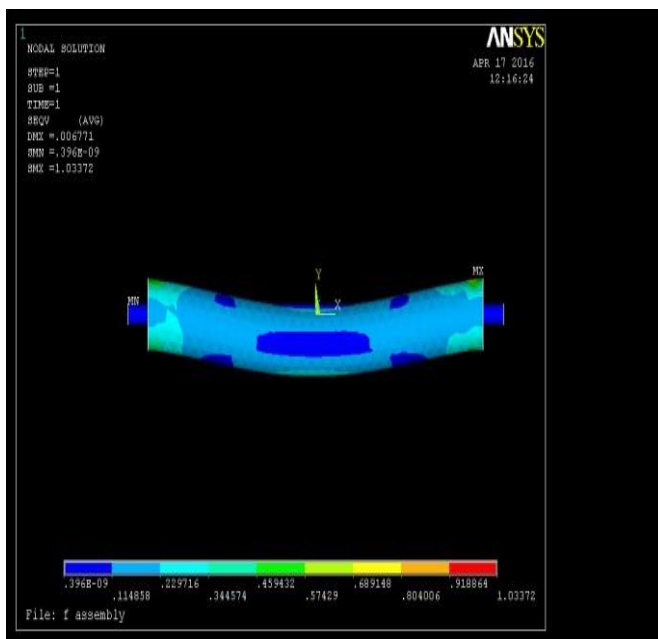 1
NODAL SOLUTION
STEP=1
SUB =1
TIME=1
SEQV (AVG)
DMX =.006771
SMN =.396E-09
SMX =1.03372
ANSYS
APR 17 2016
12:16:24
MN
Y
X
MX
.396E-09 .229716 .459432 .689148 .918864
.114858 .344574 .57429 .804006 1.03372
File: f assembly